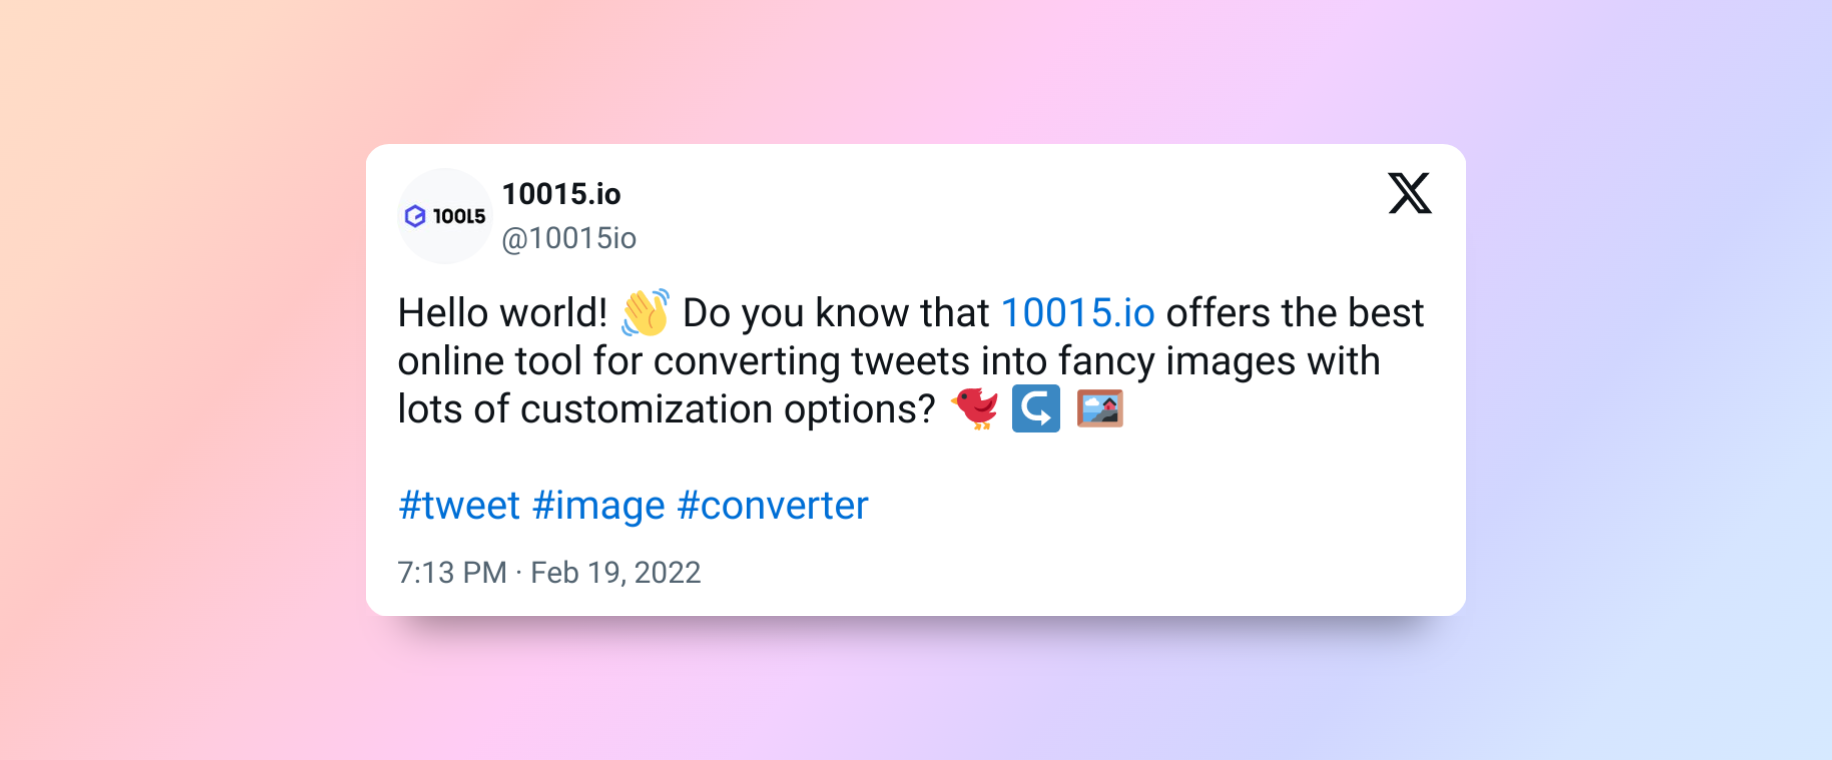 10015.io
@10015io
100L5
Hello world! 👋 Do you know that 10015.io offers the best
online tool for converting tweets into fancy images with
lots of customization options? 🐦 ↪️ 🖼️
#tweet #image #converter
7:13 PM · Feb 19, 2022